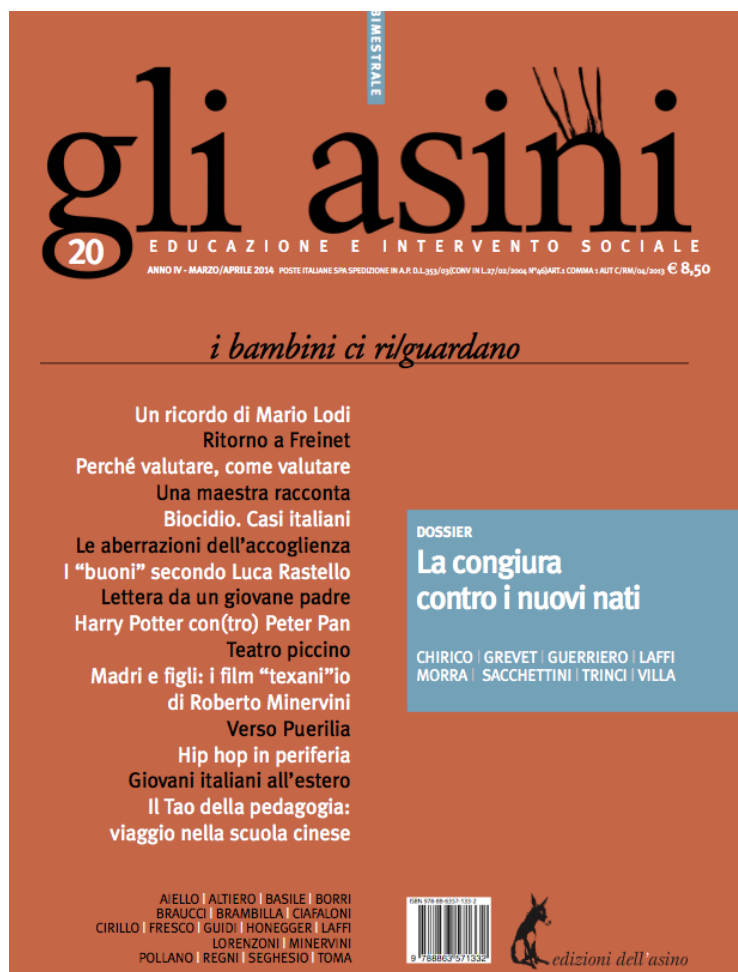 BIMESTRALE
gli asini
20
EDUCAZIONE E INTERVENTO SOCIALE
ANNO IV - MARZO/APRILE 2014 POSTE ITALIANE SPA SPEDIZIONE IN A.P. D.L.353/03(CONV IN L.27/02/2004 N°46)ART.1 COMMA 1 AUT C/RM/04/2013 € 8,50
i bambini ci ri/guardano
Un ricordo di Mario Lodi
Ritorno a Freinet
Perché valutare, come valutare
Una maestra racconta
Biocidio. Casi italiani
Le aberrazioni dell'accoglienza
I "buoni" secondo Luca Rastello
Lettera da un giovane padre
Harry Potter con(tro) Peter Pan
Teatro piccino
Madri e figli: i film "texani"io
di Roberto Minervini
Verso Puerilia
Hip hop in periferia
Giovani italiani all'estero
Il Tao della pedagogia:
viaggio nella scuola cinese
DOSSIER
La congiura
contro i nuovi nati
CHIRICO | GREVET | GUERRIERO | LAFFI
MORRA | SACCHETTINI | TRINCI | VILLA
AIELLO | ALTIERO | BASILE | BORRI
BRAUCCI | BRAMBILLA | CIAFALONI
CIRILLO | FRESCO | GUIDI | HONEGGER | LAFFI
LORENZONI | MINERVINI
POLLANO | REGNI | SEGHESIO | TOMA
ISBN 978-88-6357-133-2
9 788863 571332
edizioni dell'asino